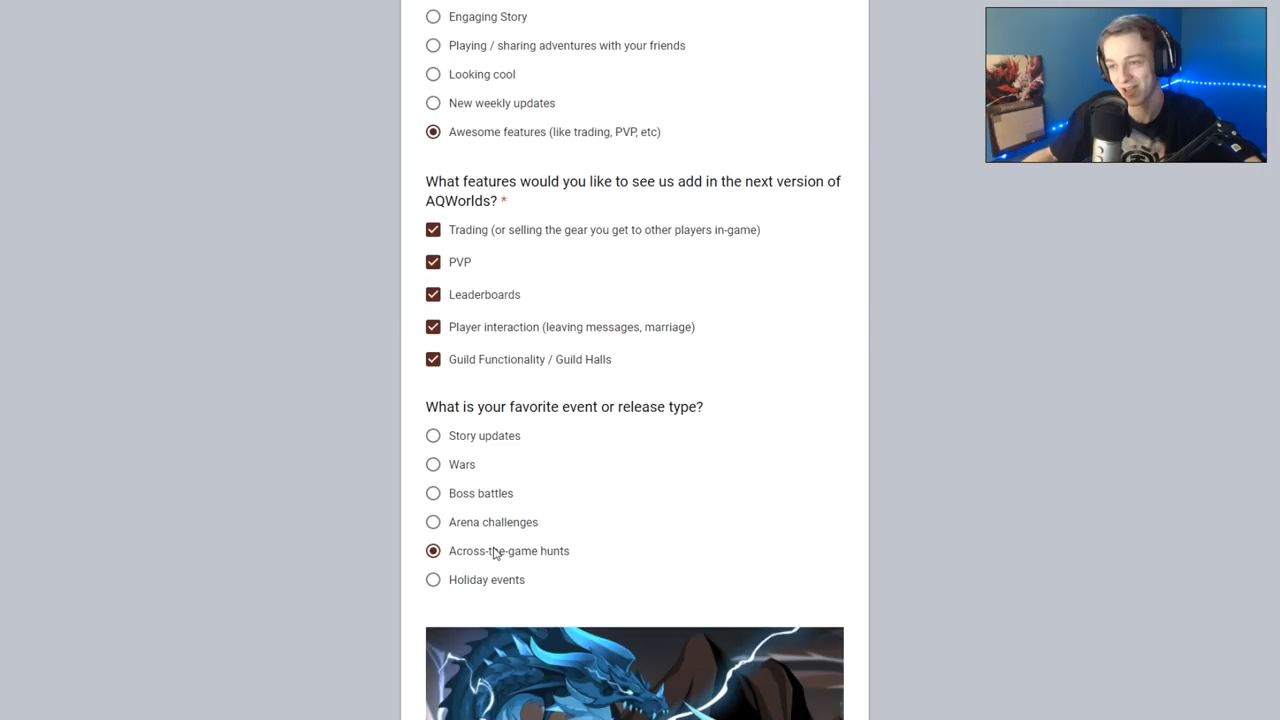 Engaging Story
Playing / sharing adventures with your friends
Looking cool
New weekly updates
Awesome features (like trading, PVP, etc)
What features would you like to see us add in the next version of
AQWorlds? *
Trading (or selling the gear you get to other players in-game)
PVP
Leaderboards
Player interaction (leaving messages, marriage)
Guild Functionality / Guild Halls
What is your favorite event or release type?
Story updates
Wars
Boss battles
Arena challenges
Across-the-game hunts
Holiday events